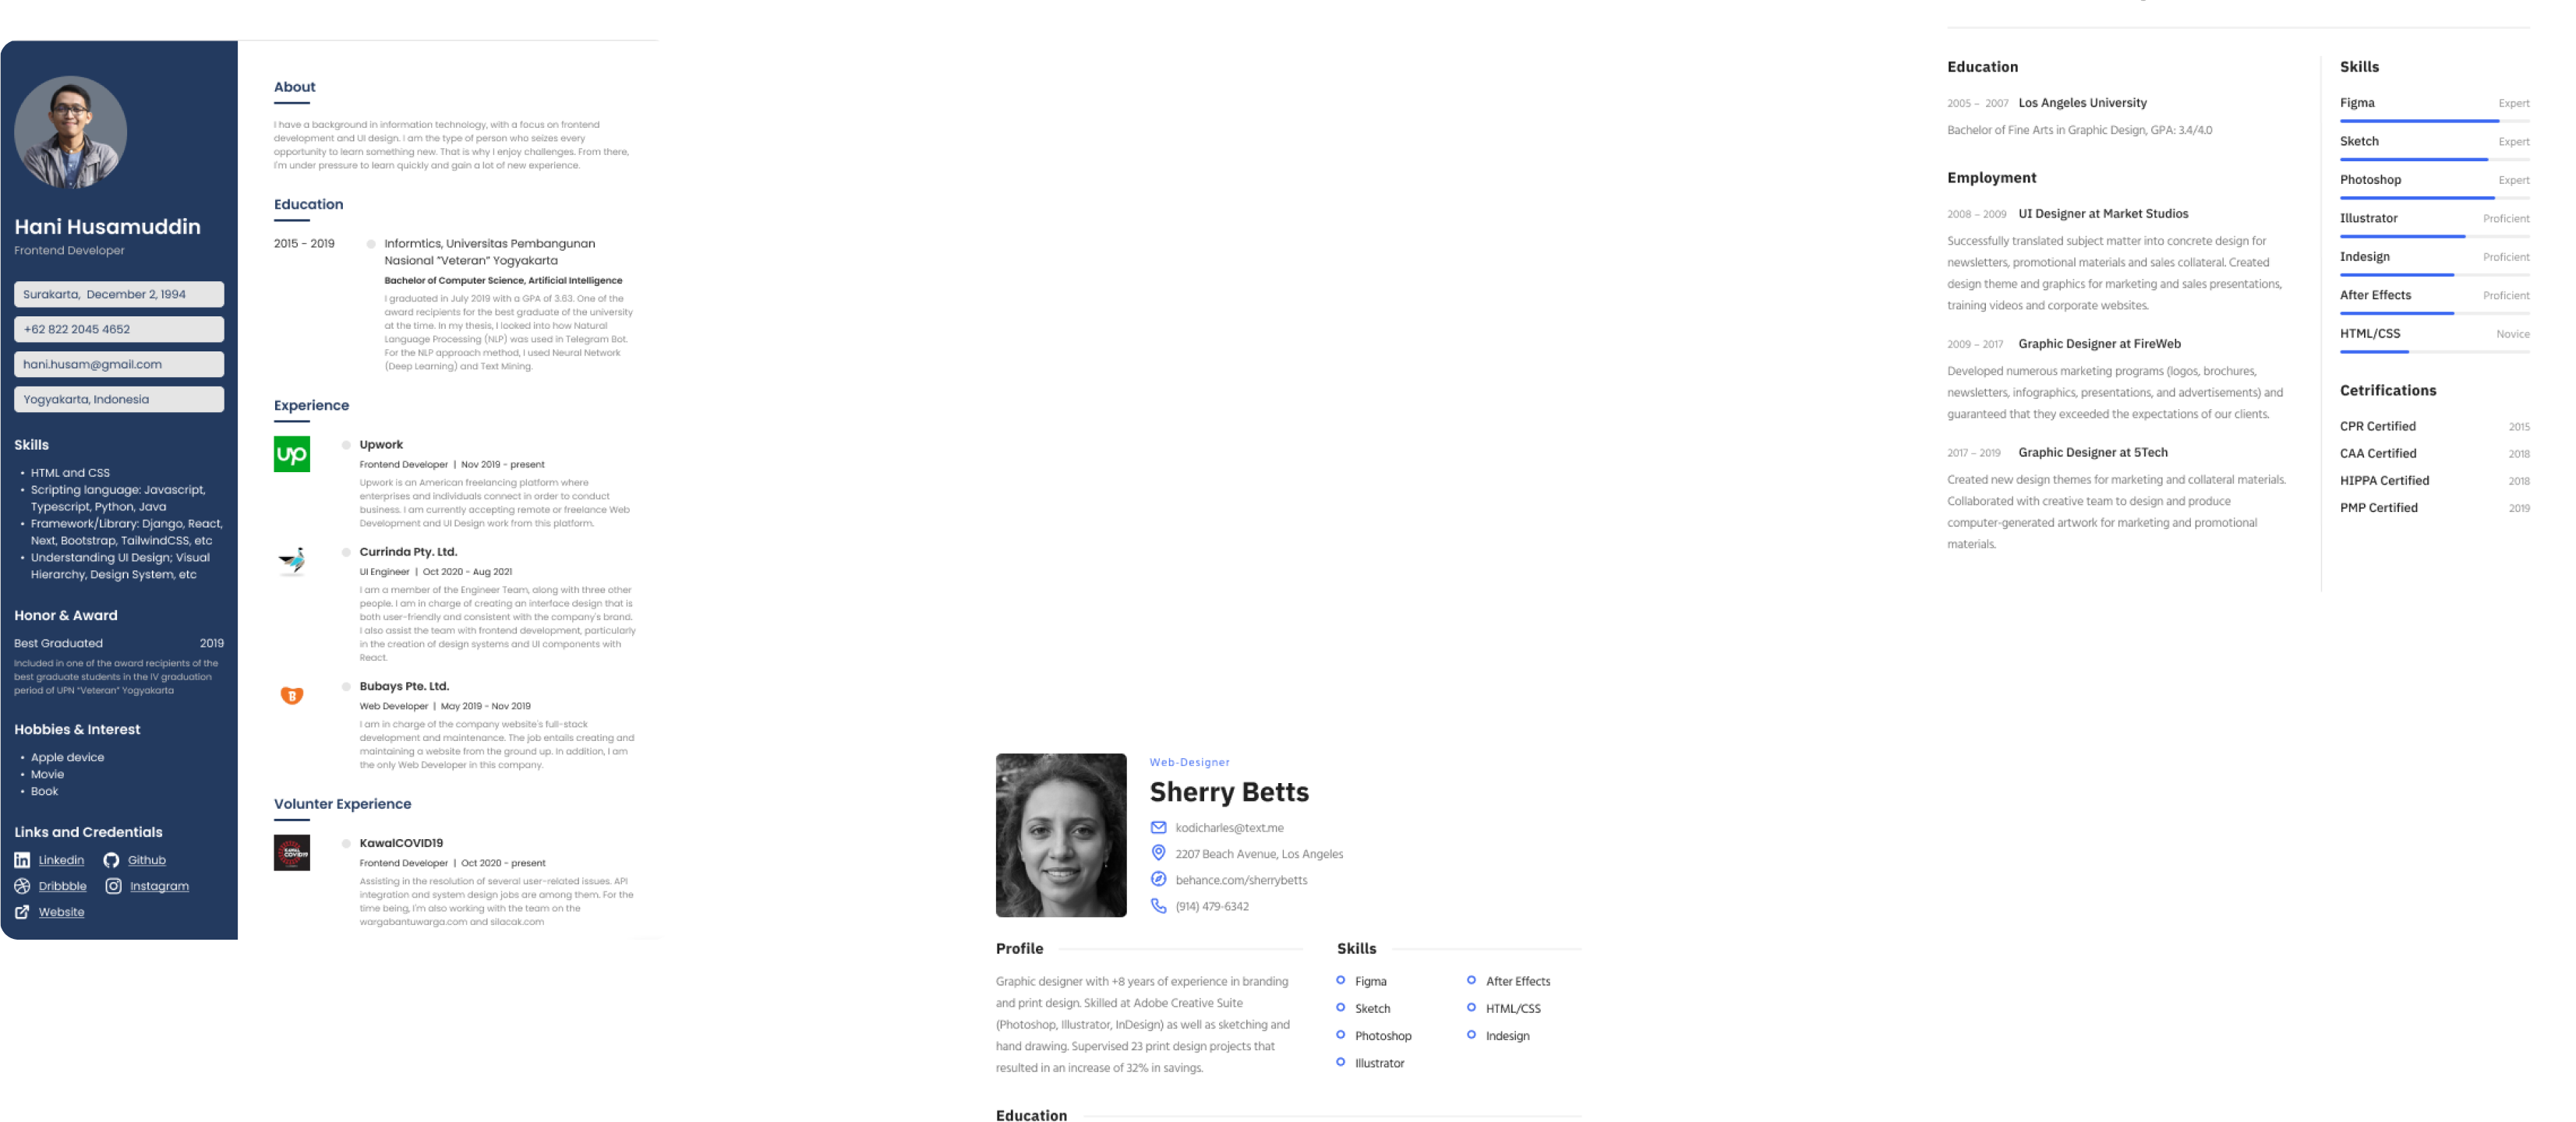 Hani Husamuddin
Frontend Developer
Surakarta, December 2, 1994
+62 822 2045 4652
hani.husam@gmail.com
Yogyakarta, Indonesia
Skills
• HTML and CSS
• Scripting language: Javascript,
Typescript, Python, Java
• Framework/Library: Django, React,
Next, Bootstrap, TailwindCSS, etc
• Understanding UI Design; Visual
Hierarchy, Design System, etc
Honor & Award
Best Graduated 2019
Included in one of the award recipients of the
best graduate students in the IV graduation
period of UPN "Veteran" Yogyakarta
Hobbies & Interest
• Apple device
• Movie
• Book
Links and Credentials
Linkedin Github
Dribbble Instagram
Website
About
I have a background in information technology, with a focus on frontend
development and UI design. I am the type of person who seizes every
opportunity to learn something new. That is why I enjoy challenges. From there,
I'm under pressure to learn quickly and gain a lot of new experience.
Education
2015 - 2019 Informtics, Universitas Pembangunan
Nasional "Veteran" Yogyakarta
Bachelor of Computer Science, Artificial Intelligence
I graduated in July 2019 with a GPA of 3.63. One of the
award recipients for the best graduate of the university
at the time. In my thesis, I looked into how Natural
Language Processing (NLP) was used in Telegram Bot.
For the NLP approach method, I used Neural Network
(Deep Learning) and Text Mining.
Experience
up
Upwork
Frontend Developer | Nov 2019 - present
Upwork is an American freelancing platform where
enterprises and individuals connect in order to conduct
business. I am currently accepting remote or freelance Web
Development and UI Design work from this platform.
Currinda Pty. Ltd.
UI Engineer | Oct 2020 - Aug 2021
I am a member of the Engineer Team, along with three other
people. I am in charge of creating an interface design that is
both user-friendly and consistent with the company's brand.
I also assist the team with frontend development, particularly
in the creation of design systems and UI components with
React.
B
Bubays Pte. Ltd.
Web Developer | May 2019 - Nov 2019
I am in charge of the company website's full-stack
development and maintenance. The job entails creating and
maintaining a website from the ground up. In addition, I am
the only Web Developer in this company.
Volunter Experience
KAWAL
COVID19
KawalCOVID19
Frontend Developer | Oct 2020 - present
Assisting in the resolution of several user-related issues. API
integration and system design jobs are among them. For the
time being, I'm also working with the team on the
wargabantuwarga.com and silacak.com
Web-Designer
Sherry Betts
kodicharles@text.me
2207 Beach Avenue, Los Angeles
behance.com/sherrybetts
(914) 479-6342
Profile
Graphic designer with +8 years of experience in branding
and print design. Skilled at Adobe Creative Suite
(Photoshop, Illustrator, InDesign) as well as sketching and
hand drawing. Supervised 23 print design projects that
resulted in an increase of 32% in savings.
Skills
Figma
Sketch
Photoshop
Illustrator
After Effects
HTML/CSS
Indesign
Education
Education
2005 – 2007 Los Angeles University
Bachelor of Fine Arts in Graphic Design, GPA: 3.4/4.0
Employment
2008 – 2009 UI Designer at Market Studios
Successfully translated subject matter into concrete design for
newsletters, promotional materials and sales collateral. Created
design theme and graphics for marketing and sales presentations,
training videos and corporate websites.
2009 – 2017 Graphic Designer at FireWeb
Developed numerous marketing programs (logos, brochures,
newsletters, infographics, presentations, and advertisements) and
guaranteed that they exceeded the expectations of our clients.
2017 – 2019 Graphic Designer at 5Tech
Created new design themes for marketing and collateral materials.
Collaborated with creative team to design and produce
computer-generated artwork for marketing and promotional
materials.
Skills
Figma Expert
Sketch Expert
Photoshop Expert
Illustrator Proficient
Indesign Proficient
After Effects Proficient
HTML/CSS Novice
Cetrifications
CPR Certified 2015
CAA Certified 2018
HIPPA Certified 2018
PMP Certified 2019